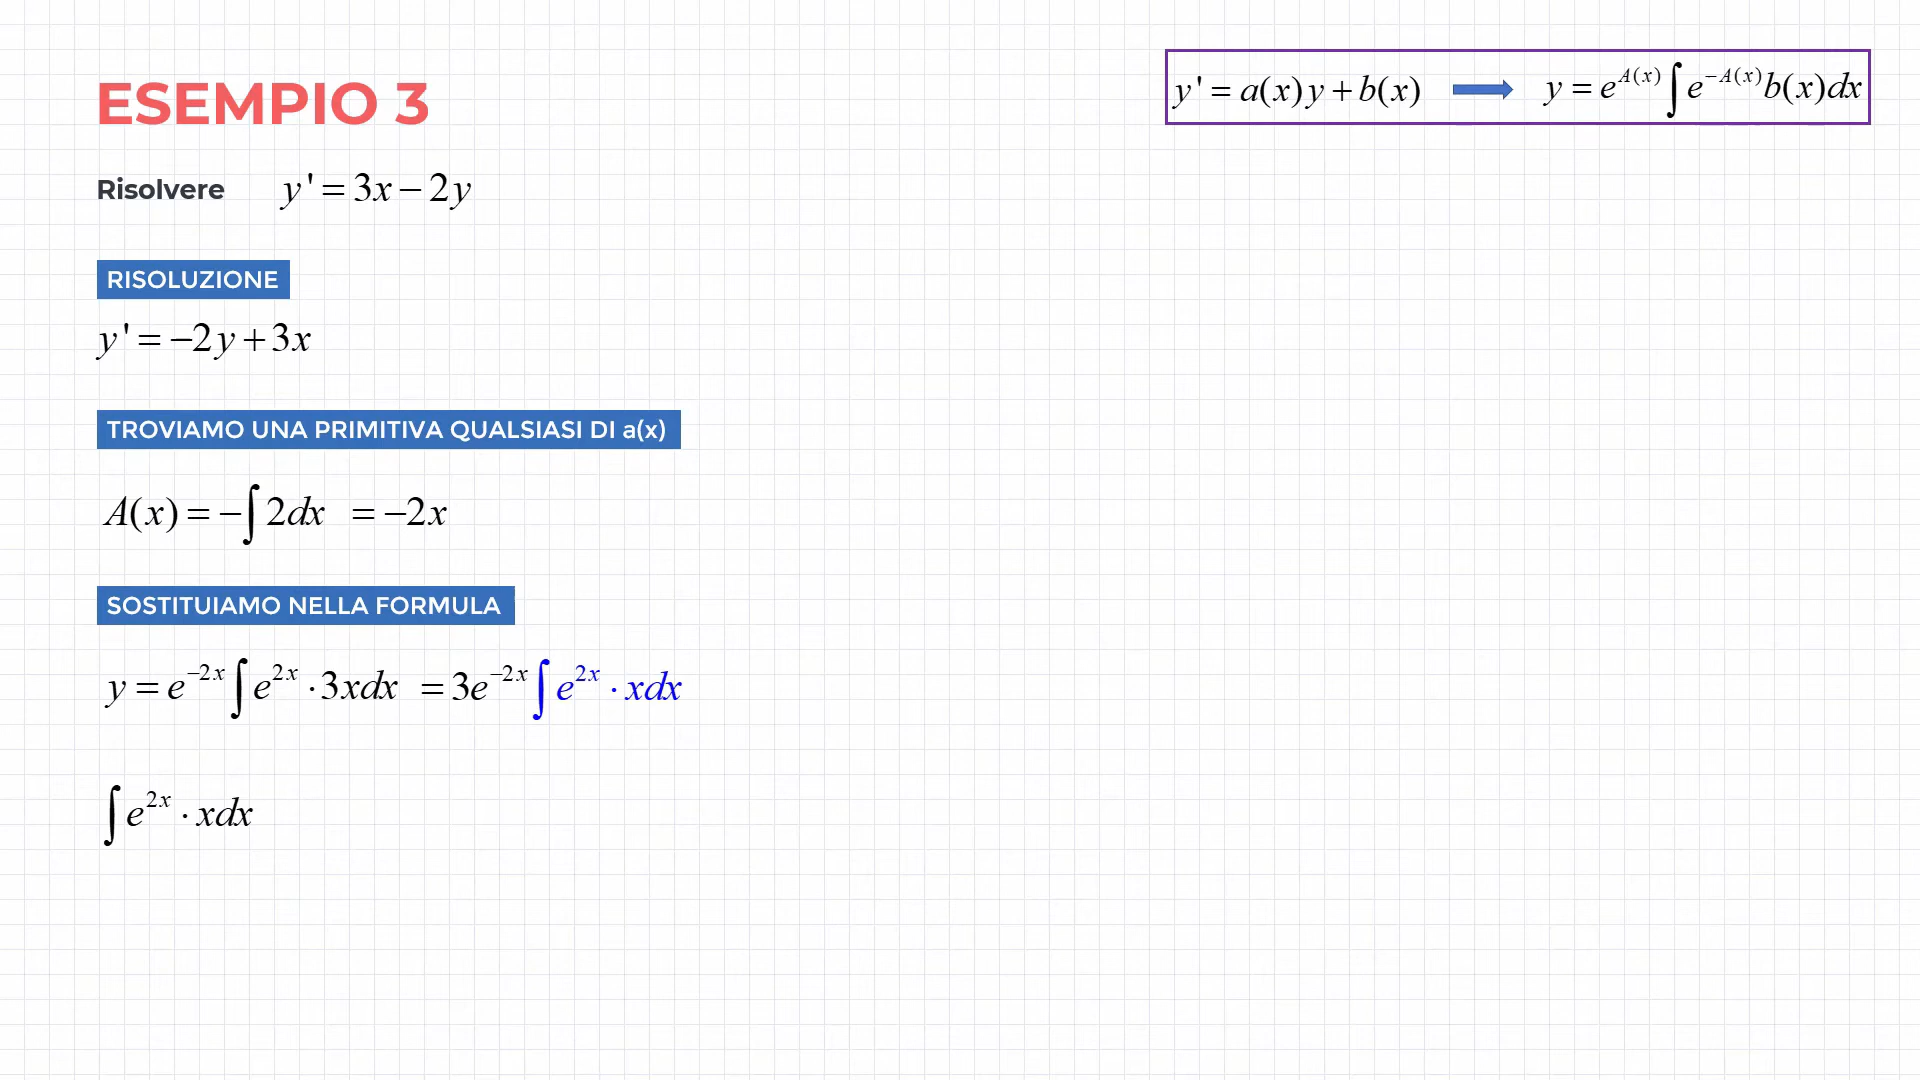 ESEMPIO 3
y' = a(x)y + b(x) ⟹ y = e^{A(x)} ∫ e^{−A(x)} b(x)dx
Risolvere y' = 3x − 2y
RISOLUZIONE
y' = −2y + 3x
TROVIAMO UNA PRIMITIVA QUALSIASI DI a(x)
A(x) = −∫ 2dx = −2x
SOSTITUIAMO NELLA FORMULA
y = e^{−2x} ∫ e^{2x} · 3xdx = 3e^{−2x} ∫ e^{2x} · xdx
∫ e^{2x} · xdx